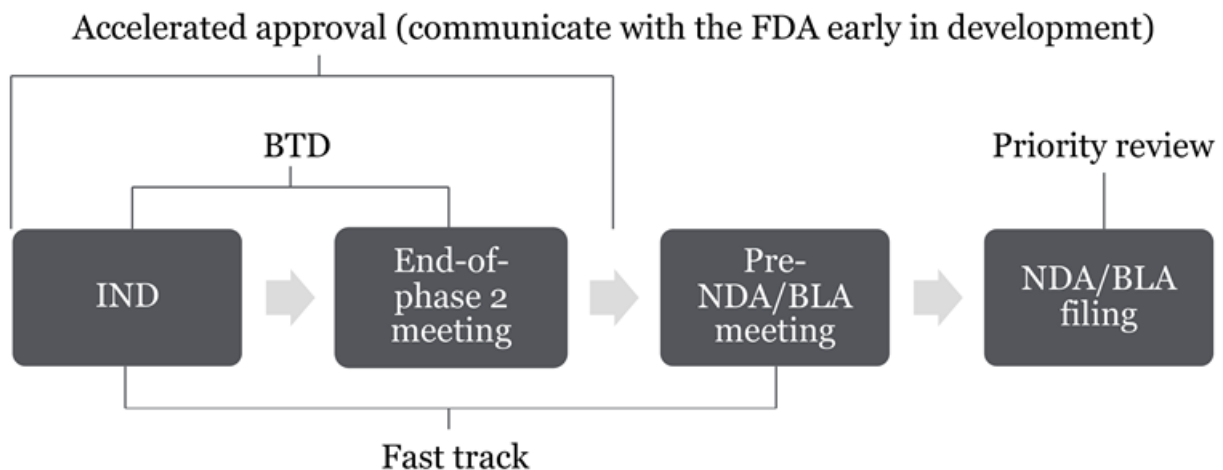 Accelerated approval (communicate with the FDA early in development)
BTD
Priority review
IND
End-of-
phase 2
meeting
Pre-
NDA/BLA
meeting
NDA/BLA
filing
Fast track